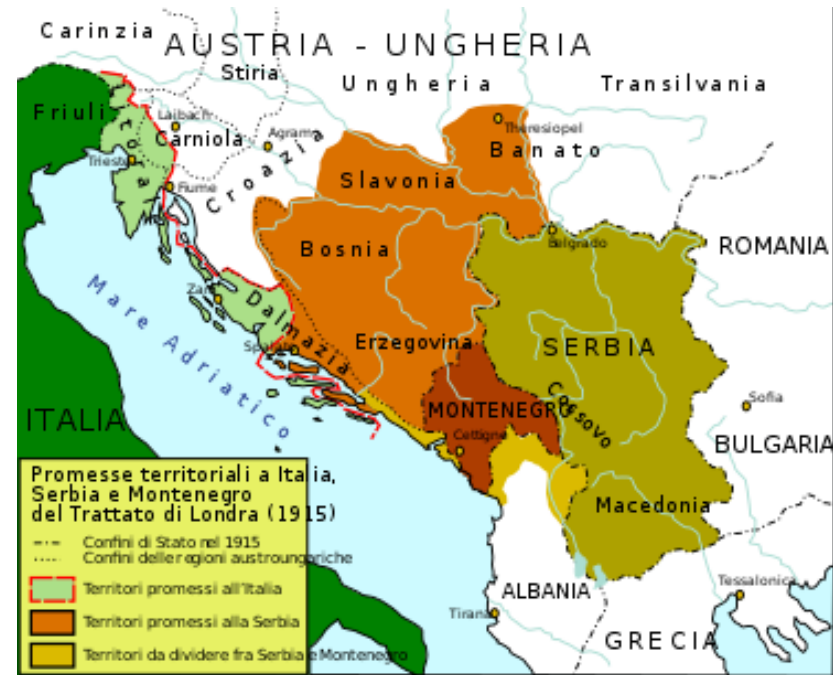 Carinzia
AUSTRIA - UNGHERIA
Stiria
Ungheria
Transilvania
Friuli
Laibach
Carniola
Agram
Theresiopel
Banato
Trieste
Croazia
Slavonia
Fiume
Bosnia
Belgrado
ROMANIA
Zara
Dalmazia
Mare Adriatico
Erzegovina
SERBIA
Spalato
ITALIA
MONTENEGRO
Cossovo
Sofia
Cettigne
BULGARIA
Macedonia
ALBANIA
Tessalonica
Tirana
GRECIA
Promesse territoriali a Italia,
Serbia e Montenegro
del Trattato di Londra (1915)
Confini di Stato nel 1915
Confini delle regioni austroungariche
Territori promessi all'Italia
Territori promessi alla Serbia
Territori da dividere fra Serbia e Montenegro